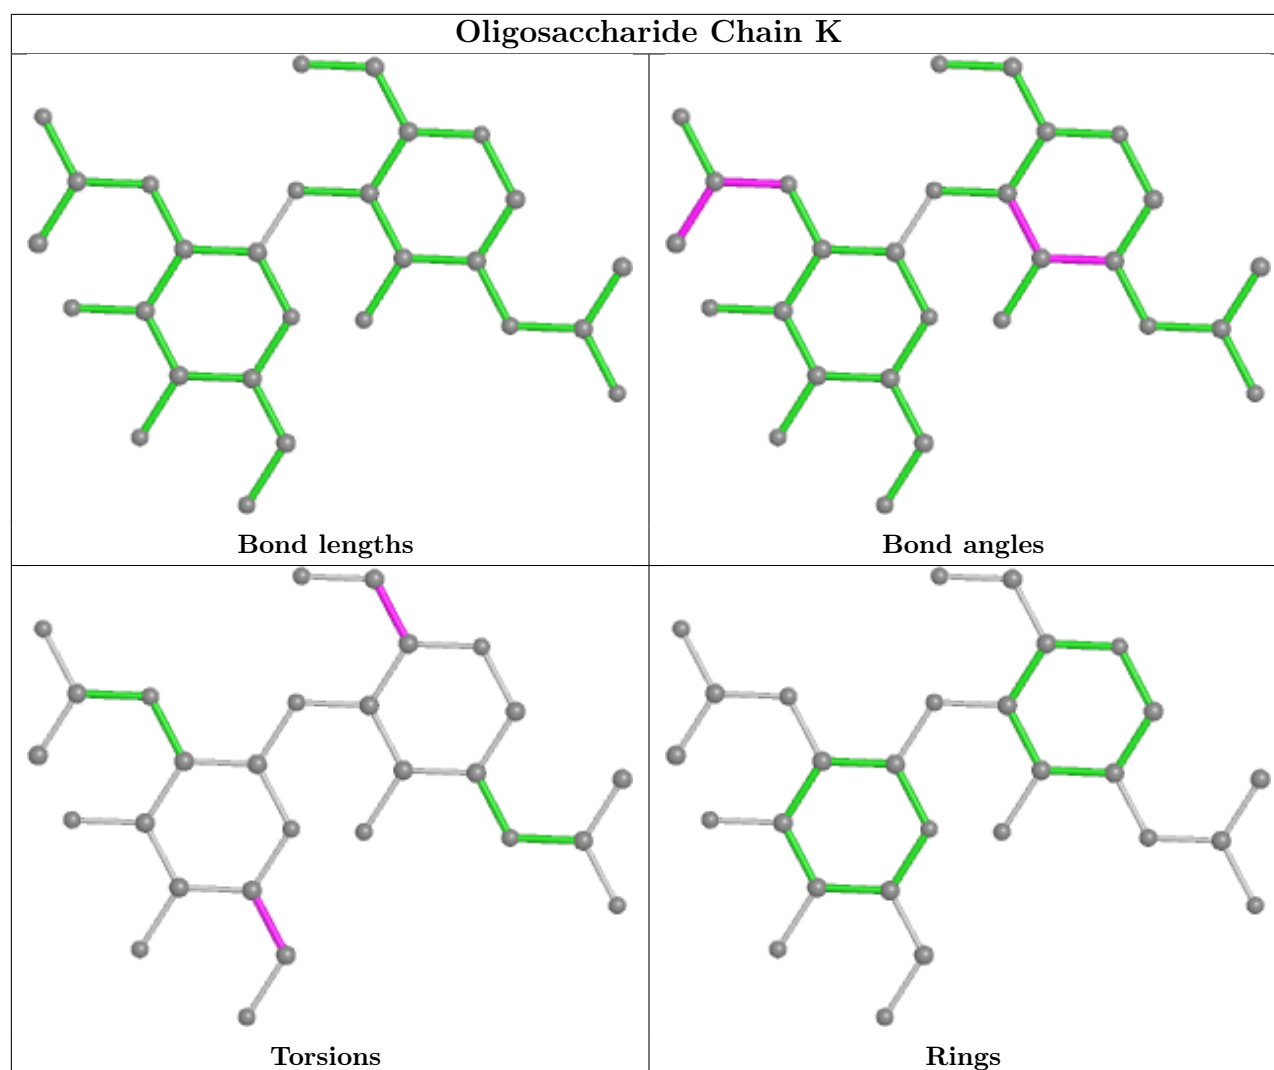 Oligosaccharide Chain K
Bond lengths
Bond angles
Torsions
Rings